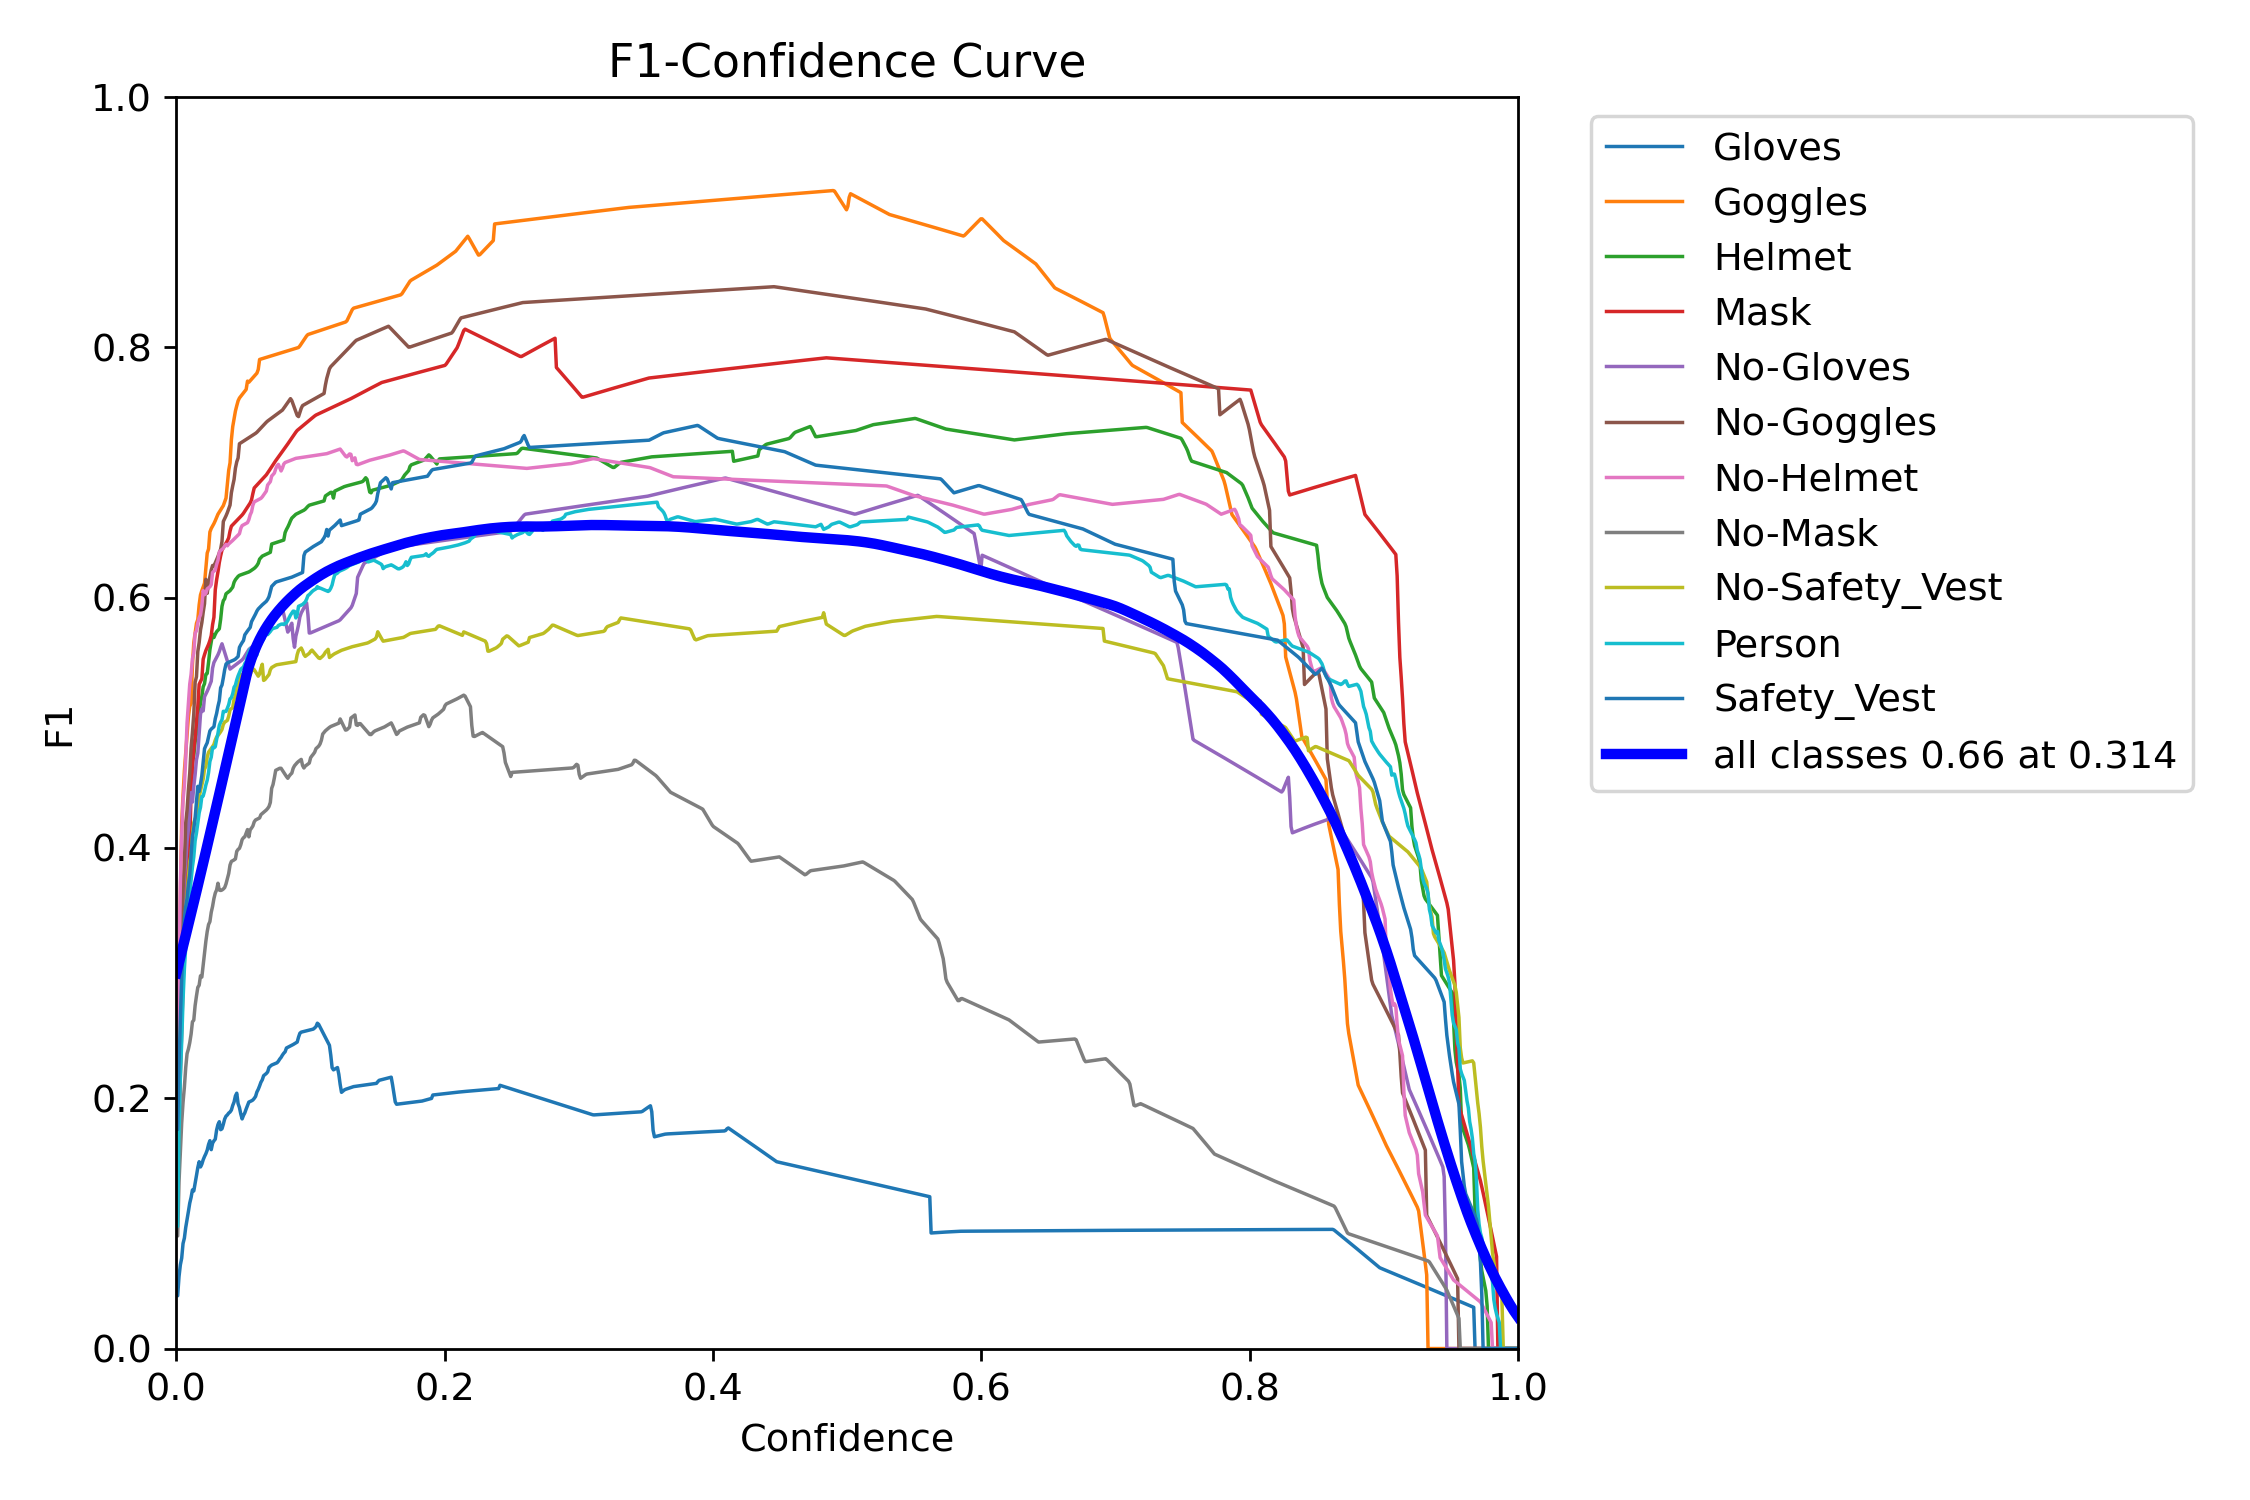 F1-Confidence Curve
1.0
0.8
0.6
0.4
0.2
0.0
F1
0.0 0.2 0.4 0.6 0.8 1.0
Confidence
Gloves
Goggles
Helmet
Mask
No-Gloves
No-Goggles
No-Helmet
No-Mask
No-Safety_Vest
Person
Safety_Vest
all classes 0.66 at 0.314